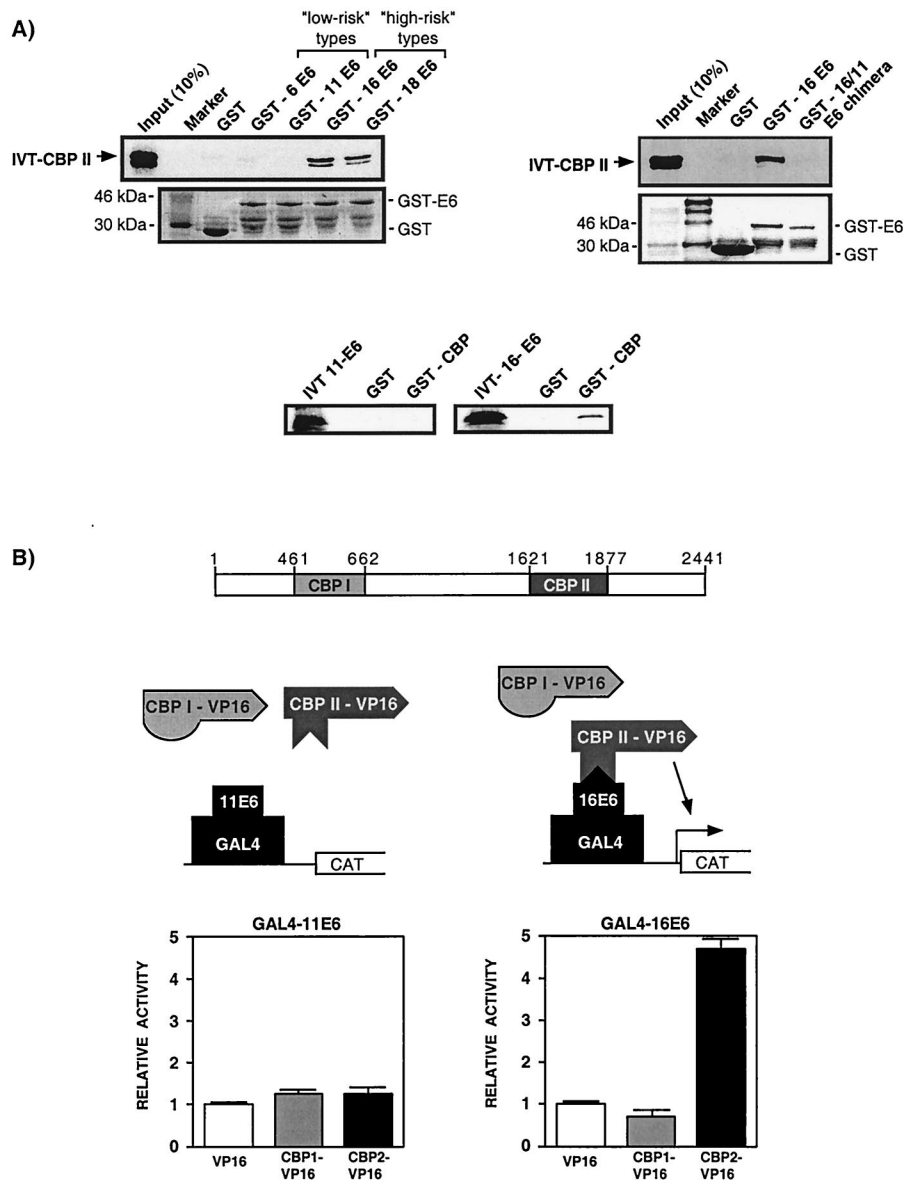 A)
"low-risk" "high-risk"
types types
Input (10%)
Marker
GST
GST - 6 E6
GST - 11 E6
GST - 16 E6
GST - 18 E6
IVT-CBP II
46 kDa-
30 kDa-
-GST-E6
-GST
Input (10%)
Marker
GST
GST - 16 E6
GST - 16/11
E6 chimera
IVT-CBP II
46 kDa-
30 kDa-
-GST-E6
-GST
IVT 11-E6
GST
GST - CBP
IVT- 16- E6
GST
GST - CBP
B)
1 461 662 1621 1877 2441
CBP I CBP II
CBP I - VP16
CBP II - VP16
11E6
GAL4
CAT
CBP I - VP16
CBP II - VP16
16E6
GAL4
CAT
GAL4-11E6
RELATIVE ACTIVITY
5
4
3
2
1
0
VP16
CBP1-
VP16
CBP2-
VP16
GAL4-16E6
RELATIVE ACTIVITY
5
4
3
2
1
0
VP16
CBP1-
VP16
CBP2-
VP16